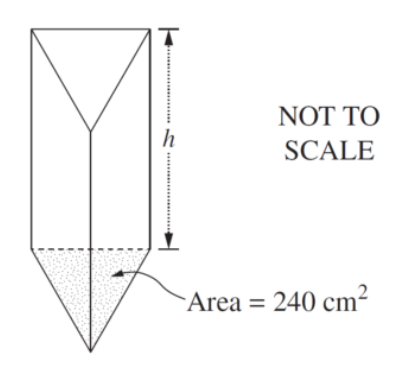 h
NOT TO
SCALE
Area = 240 cm²